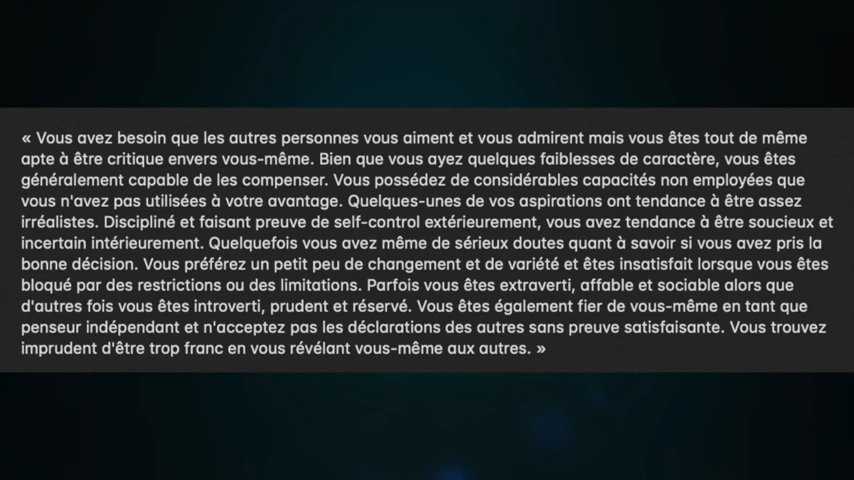 « Vous avez besoin que les autres personnes vous aiment et vous admirent mais vous êtes tout de même
apte à être critique envers vous-même. Bien que vous ayez quelques faiblesses de caractère, vous êtes
généralement capable de les compenser. Vous possédez de considérables capacités non employées que
vous n'avez pas utilisées à votre avantage. Quelques-unes de vos aspirations ont tendance à être assez
irréalistes. Discipliné et faisant preuve de self-control extérieurement, vous avez tendance à être soucieux et
incertain intérieurement. Quelquefois vous avez même de sérieux doutes quant à savoir si vous avez pris la
bonne décision. Vous préférez un petit peu de changement et de variété et êtes insatisfait lorsque vous êtes
bloqué par des restrictions ou des limitations. Parfois vous êtes extraverti, affable et sociable alors que
d'autres fois vous êtes introverti, prudent et réservé. Vous êtes également fier de vous-même en tant que
penseur indépendant et n'acceptez pas les déclarations des autres sans preuve satisfaisante. Vous trouvez
imprudent d'être trop franc en vous révélant vous-même aux autres. »